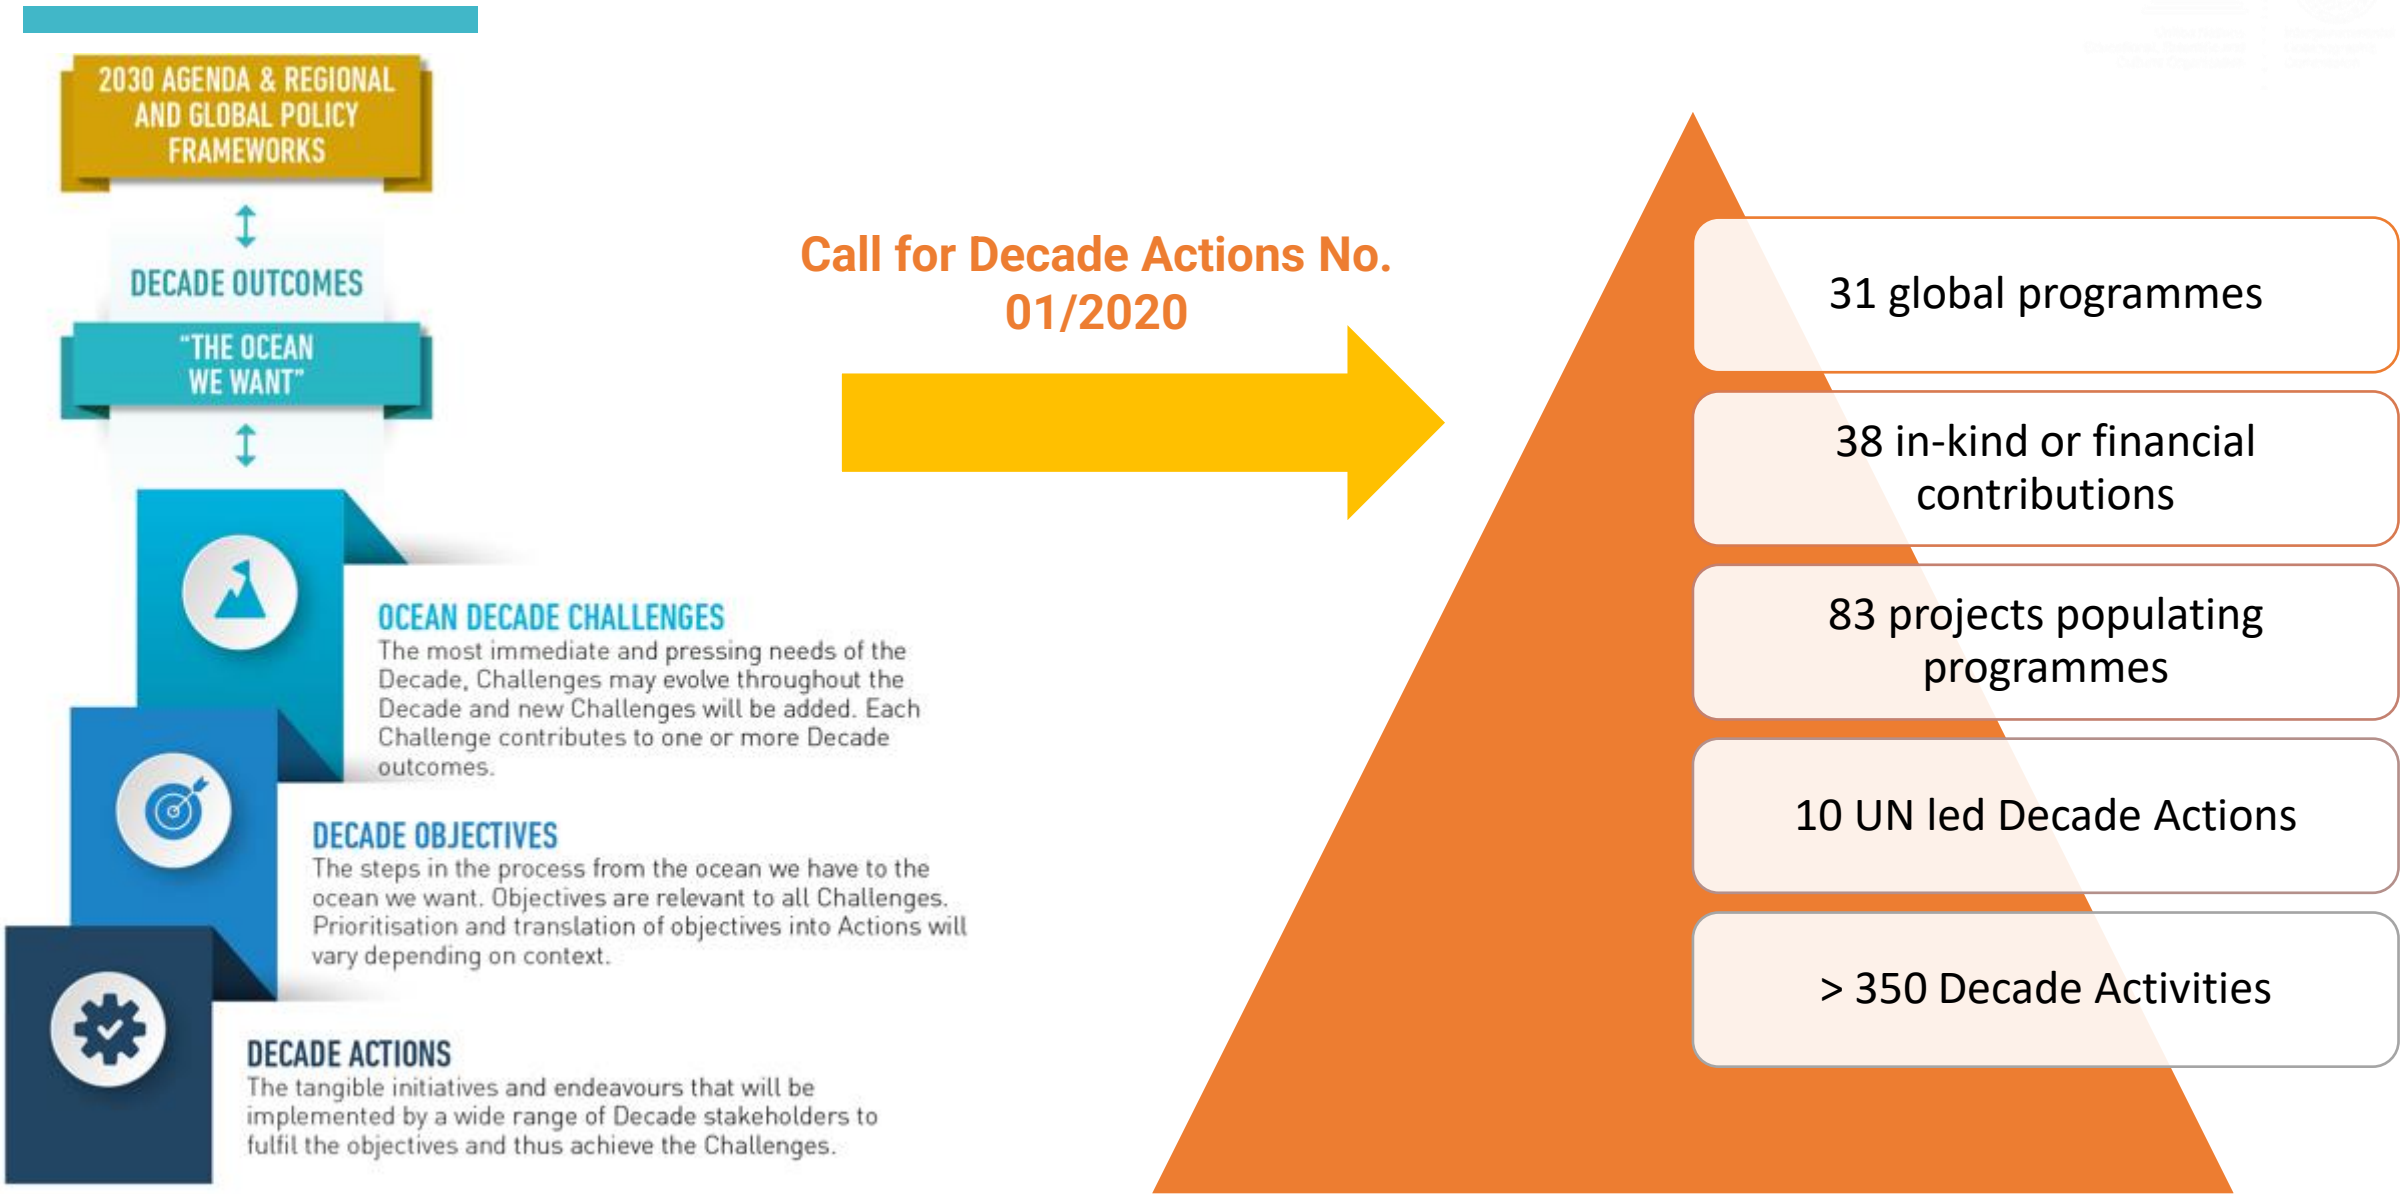 2030 AGENDA & REGIONAL
AND GLOBAL POLICY
FRAMEWORKS
DECADE OUTCOMES
"THE OCEAN
WE WANT"
OCEAN DECADE CHALLENGES
The most immediate and pressing needs of the
Decade, Challenges may evolve throughout the
Decade and new Challenges will be added. Each
Challenge contributes to one or more Decade
outcomes.
DECADE OBJECTIVES
The steps in the process from the ocean we have to the
ocean we want. Objectives are relevant to all Challenges.
Prioritisation and translation of objectives into Actions will
vary depending on context.
DECADE ACTIONS
The tangible initiatives and endeavours that will be
implemented by a wide range of Decade stakeholders to
fulfil the objectives and thus achieve the Challenges.
Call for Decade Actions No.
01/2020
31 global programmes
38 in-kind or financial
contributions
83 projects populating
programmes
10 UN led Decade Actions
> 350 Decade Activities